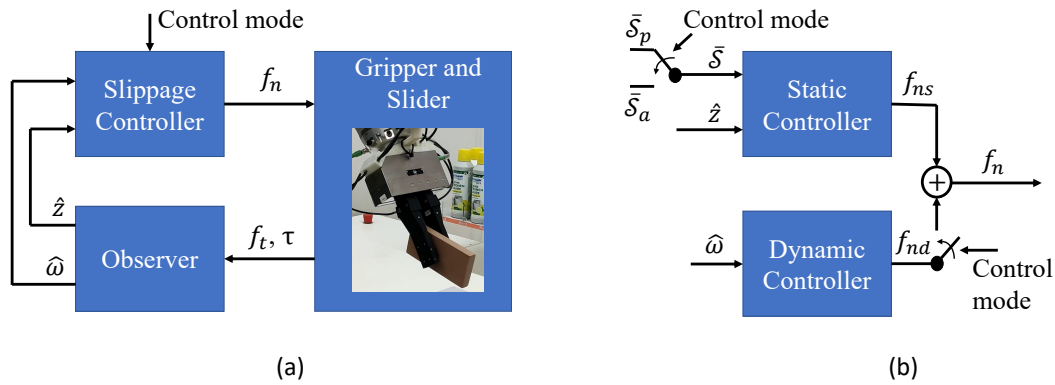 Control mode
Slippage
Controller
f_n
Gripper and
Slider
ẑ
ω̂
Observer
f_t, τ
(a)
S̄_p
Control mode
S̄
S̄_a
ẑ
Static
Controller
f_ns
+
f_n
ω̂
Dynamic
Controller
f_nd
Control
mode
(b)